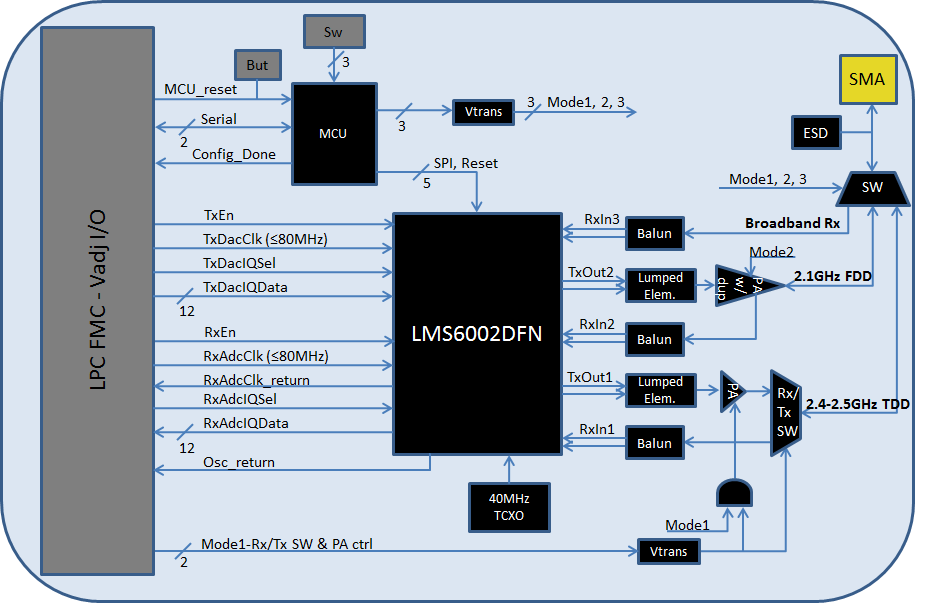 Sw
But
3
SMA
MCU_reset
Vtrans
3
Mode1, 2, 3
Serial
3
MCU
ESD
2
Config_Done
SPI, Reset
5
Mode1, 2, 3
SW
LPC FMC - Vadj I/O
TxEn
RxIn3
Balun
Broadband Rx
TxDacClk (≤80MHz)
Mode2
TxDacIQSel
TxOut2
Lumped
Elem.
PA
w/
dup
2.1GHz FDD
TxDacIQData
12
LMS6002DFN
RxEn
RxIn2
Balun
RxAdcClk (≤80MHz)
RxAdcClk_return
TxOut1
Lumped
Elem.
PA
Rx/
Tx
SW
2.4-2.5GHz TDD
RxAdcIQSel
RxAdcIQData
12
RxIn1
Balun
Osc_return
40MHz
TCXO
Mode1
Mode1-Rx/Tx SW & PA ctrl
2
Vtrans